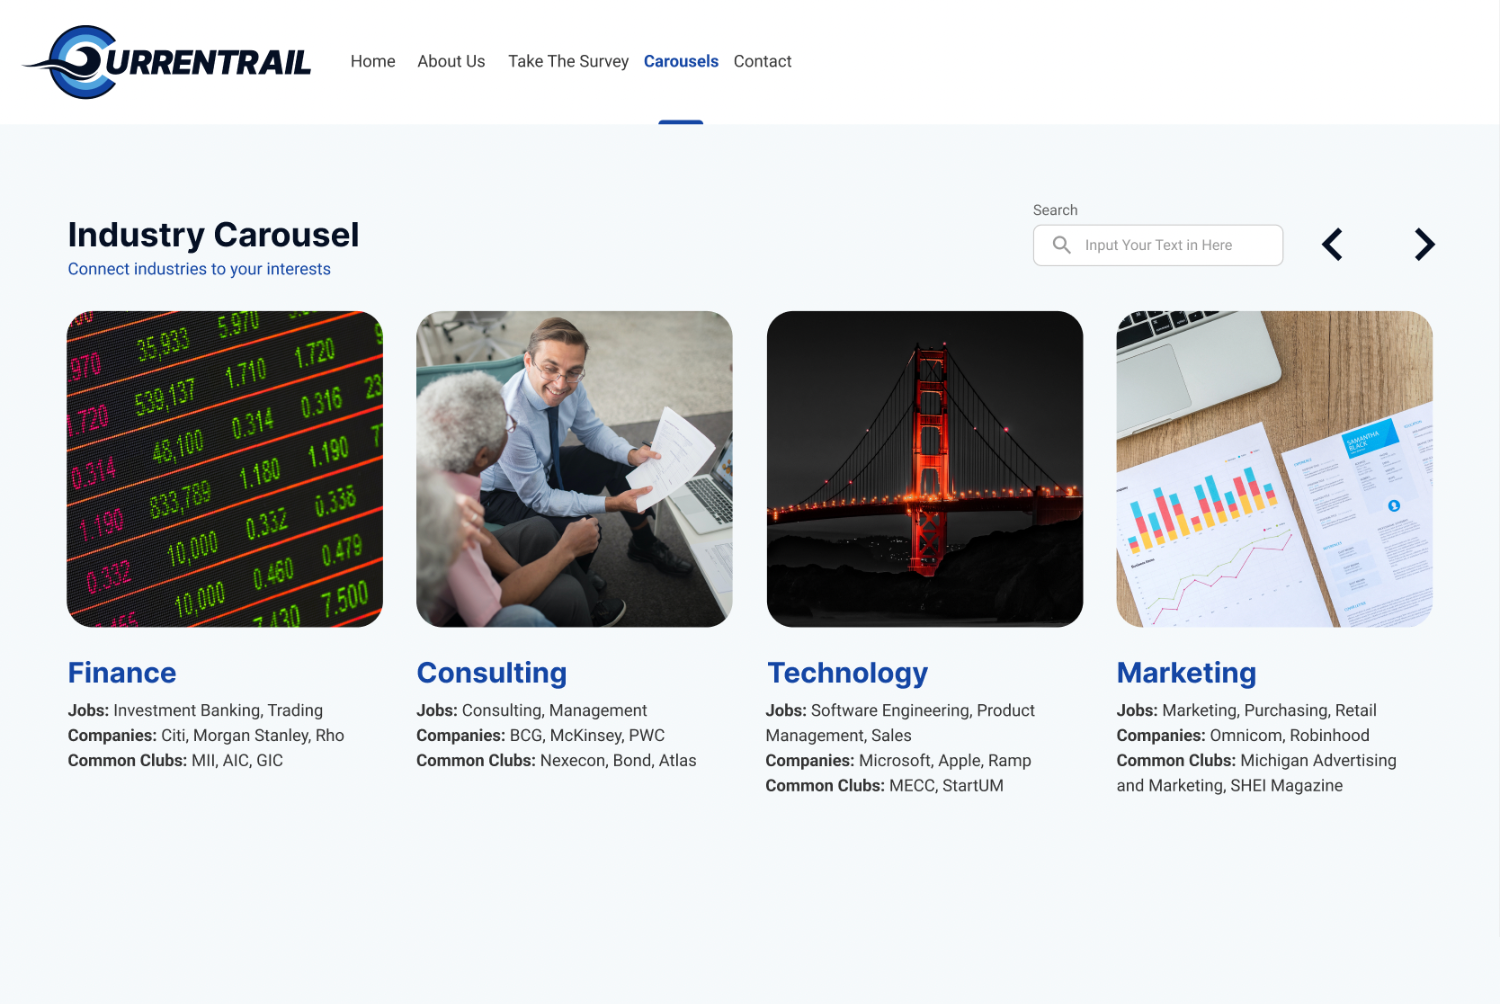 CURRENTRAIL
Home About Us Take The Survey Carousels Contact
Search
Input Your Text in Here
Industry Carousel
Connect industries to your interests
.970 35,933 5.970
1.720 539,137 1.710 1.720
0.314 48,100 0.314 0.316 23
1.190 833,789 1.180 1.190
0.332 10,000 0.332 0.338
10,000 0.460 0.479
7.430 7.500
SAMANTHA
BLACK
Finance
Jobs: Investment Banking, Trading
Companies: Citi, Morgan Stanley, Rho
Common Clubs: MII, AIC, GIC
Consulting
Jobs: Consulting, Management
Companies: BCG, McKinsey, PWC
Common Clubs: Nexecon, Bond, Atlas
Technology
Jobs: Software Engineering, Product
Management, Sales
Companies: Microsoft, Apple, Ramp
Common Clubs: MECC, StartUM
Marketing
Jobs: Marketing, Purchasing, Retail
Companies: Omnicom, Robinhood
Common Clubs: Michigan Advertising
and Marketing, SHEI Magazine